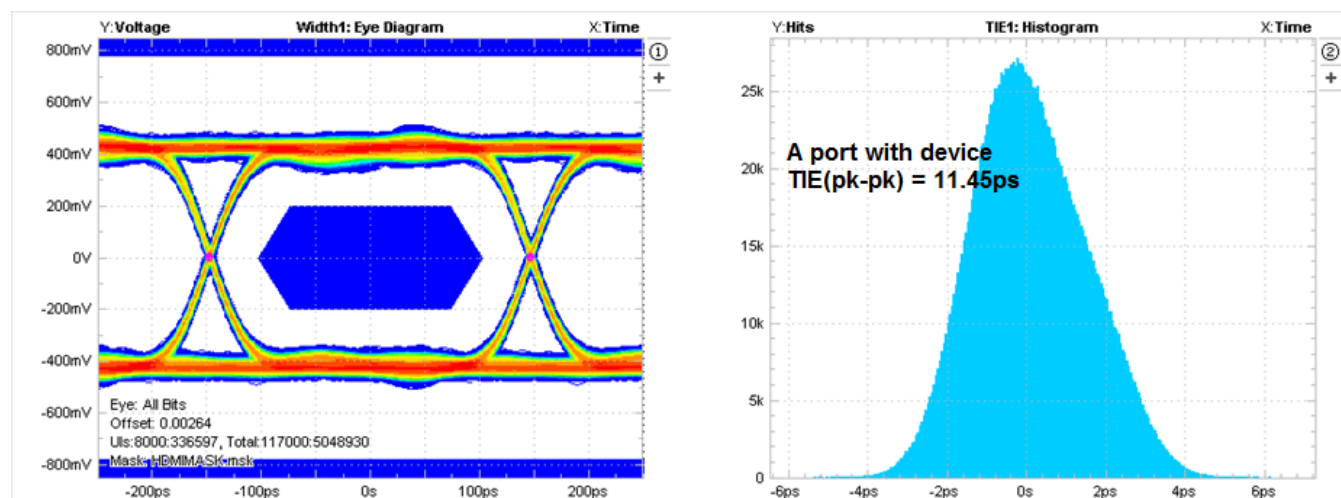 Y:Voltage Width1: Eye Diagram X:Time
800mV
600mV
400mV
200mV
0V
-200mV
-400mV
-600mV
-800mV
Eye: All Bits
Offset: 0.00264
UIs:8000:336597, Total:117000:5048930
Mask: HDMIMASK.msk
-200ps -100ps 0s 100ps 200ps
1
+
Y:Hits TIE1: Histogram X:Time
25k
20k
15k
10k
5k
0
A port with device
TIE(pk-pk) = 11.45ps
-6ps -4ps -2ps 0s 2ps 4ps 6ps
2
+